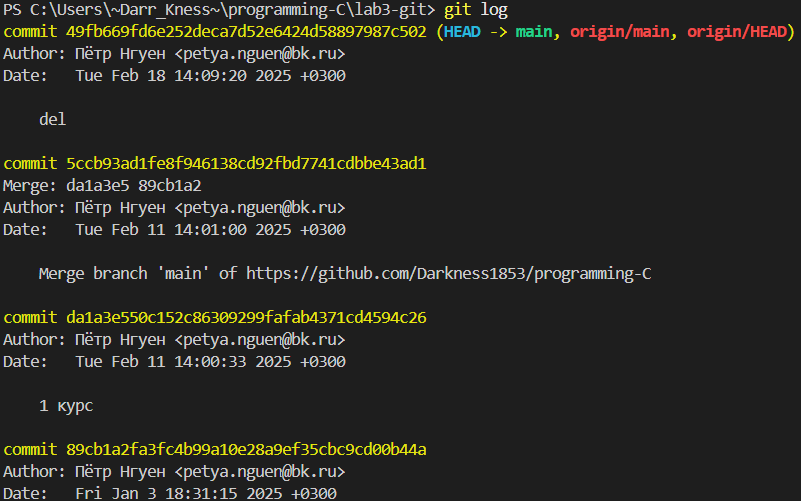 PS C:\Users\~Darr_Kness~\programming-C\lab3-git> git log
commit 49fb669fd6e252deca7d52e6424d58897987c502 (HEAD -> main, origin/main, origin/HEAD)
Author: Пётр Нгуен <petya.nguen@bk.ru>
Date:   Tue Feb 18 14:09:20 2025 +0300
del
commit 5ccb93ad1fe8f946138cd92fbd7741cdbbe43ad1
Merge: da1a3e5 89cb1a2
Author: Пётр Нгуен <petya.nguen@bk.ru>
Date:   Tue Feb 11 14:01:00 2025 +0300
Merge branch 'main' of https://github.com/Darkness1853/programming-C
commit da1a3e550c152c86309299fafab4371cd4594c26
Author: Пётр Нгуен <petya.nguen@bk.ru>
Date:   Tue Feb 11 14:00:33 2025 +0300
1 курс
commit 89cb1a2fa3fc4b99a10e28a9ef35cbc9cd00b44a
Author: Пётр Нгуен <petya.nguen@bk.ru>
Date:   Fri Jan 3 18:31:15 2025 +0300